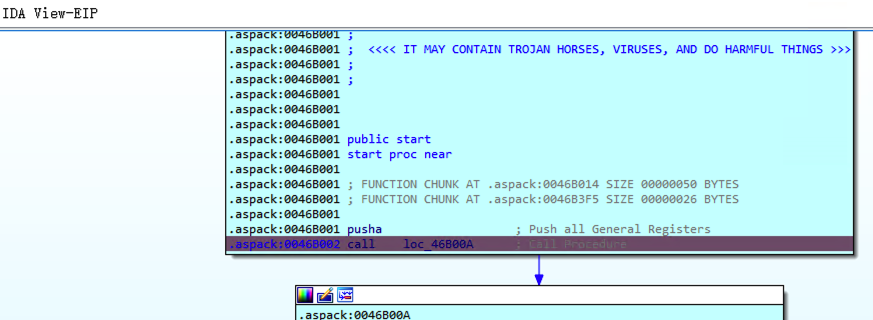 IDA View-EIP
.aspack:0046B001 ;
.aspack:0046B001 ;  <<<< IT MAY CONTAIN TROJAN HORSES, VIRUSES, AND DO HARMFUL THINGS >>>
.aspack:0046B001 ;
.aspack:0046B001 ;
.aspack:0046B001
.aspack:0046B001
.aspack:0046B001
.aspack:0046B001 public start
.aspack:0046B001 start proc near
.aspack:0046B001
.aspack:0046B001 ; FUNCTION CHUNK AT .aspack:0046B014 SIZE 00000050 BYTES
.aspack:0046B001 ; FUNCTION CHUNK AT .aspack:0046B3F5 SIZE 00000026 BYTES
.aspack:0046B001
.aspack:0046B001 pusha ; Push all General Registers
.aspack:0046B002 call loc_46B00A ; Call Procedure
.aspack:0046B00A